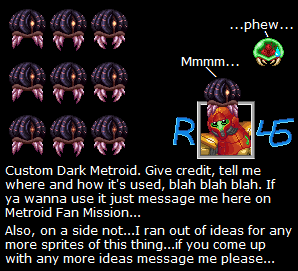 ...phew...
Mmmm...
R 45
Custom Dark Metroid. Give credit, tell me
where and how it's used, blah blah blah. If
ya wanna use it just message me here on
Metroid Fan Mission...
Also, on a side not...I ran out of ideas for any
more sprites of this thing...if you come up
with any more ideas message me please...